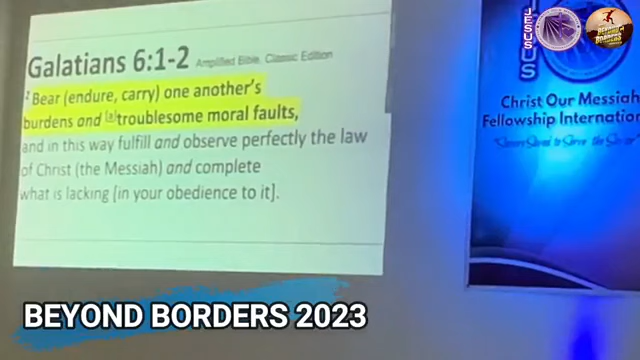 Galatians 6:1-2 Amplified Bible, Classic Edition
2 Bear (endure, carry) one another's
burdens and [a]troublesome moral faults,
and in this way fulfill and observe perfectly the law
of Christ (the Messiah) and complete
what is lacking [in your obedience to it].
JESUS
Christ Our Messiah
Fellowship Internation
BEYOND BORDERS 2023